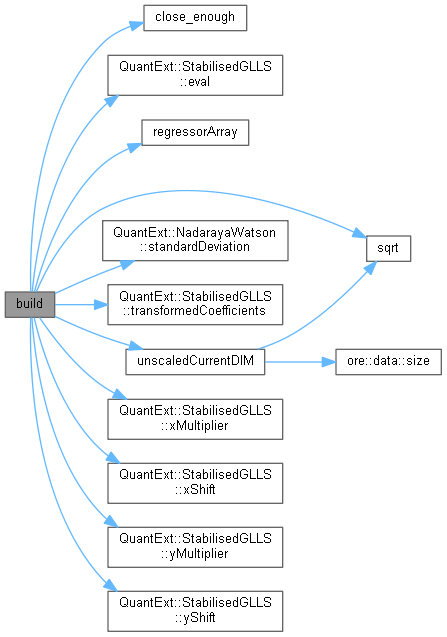 close_enough
QuantExt::StabilisedGLLS
::eval
regressorArray
QuantExt::NadarayaWatson
::standardDeviation
sqrt
build
QuantExt::StabilisedGLLS
::transformedCoefficients
unscaledCurrentDIM
ore::data::size
QuantExt::StabilisedGLLS
::xMultiplier
QuantExt::StabilisedGLLS
::xShift
QuantExt::StabilisedGLLS
::yMultiplier
QuantExt::StabilisedGLLS
::yShift